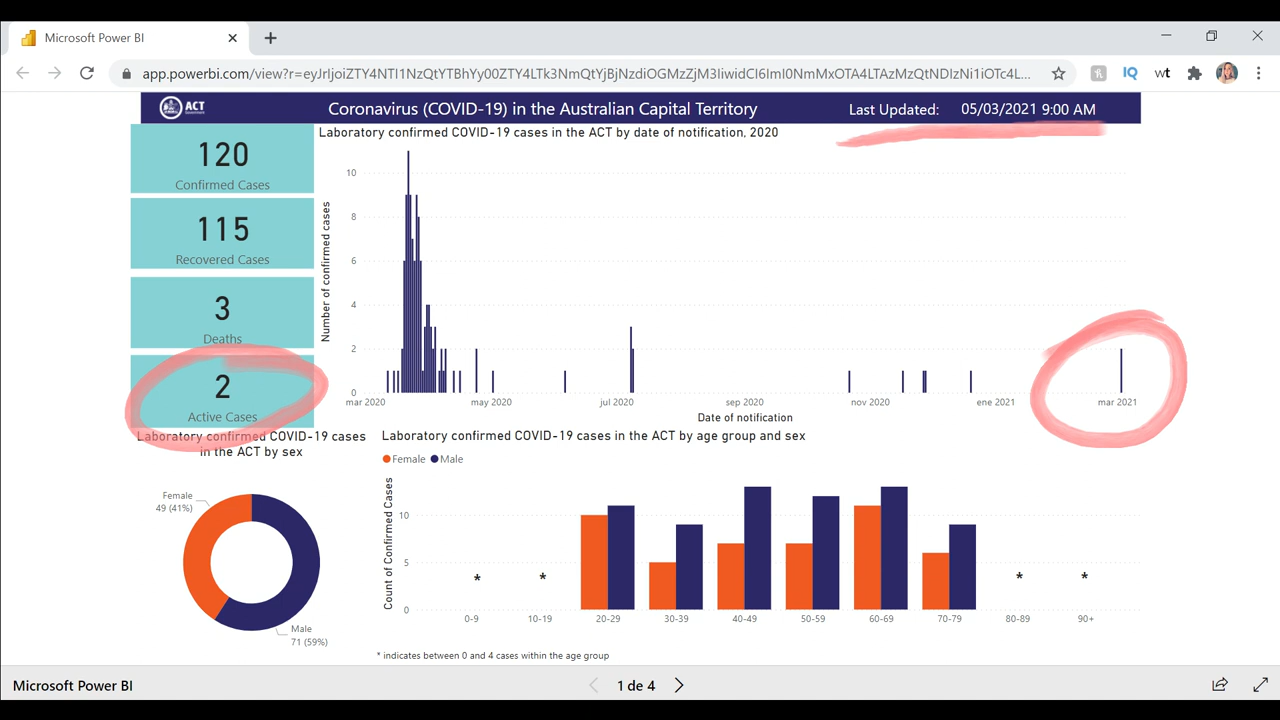 Microsoft Power BI
app.powerbi.com/view?r=eyJrIjoiZTY4NTI1NzQtYTBhYy00ZTY4LTk3NmQtYjBjNzdiOGMzZjM3IiwidCI6ImI0NmMxOTA4LTAzMzQtNDIzNi1iOTc4L...
IQ
wt
ACT
Coronavirus (COVID-19) in the Australian Capital Territory
Last Updated: 05/03/2021 9:00 AM
120
Confirmed Cases
115
Recovered Cases
3
Deaths
2
Active Cases
Laboratory confirmed COVID-19 cases in the ACT by date of notification, 2020
Number of confirmed cases
10
8
6
4
2
0
mar 2020 may 2020 jul 2020 sep 2020 nov 2020 ene 2021 mar 2021
Date of notification
Laboratory confirmed COVID-19 cases
in the ACT by sex
Female
49 (41%)
Male
71 (59%)
Laboratory confirmed COVID-19 cases in the ACT by age group and sex
Female Male
Count of Confirmed Cases
10
5
0
* * * *
0-9 10-19 20-29 30-39 40-49 50-59 60-69 70-79 80-89 90+
* indicates between 0 and 4 cases within the age group
Microsoft Power BI
1 de 4